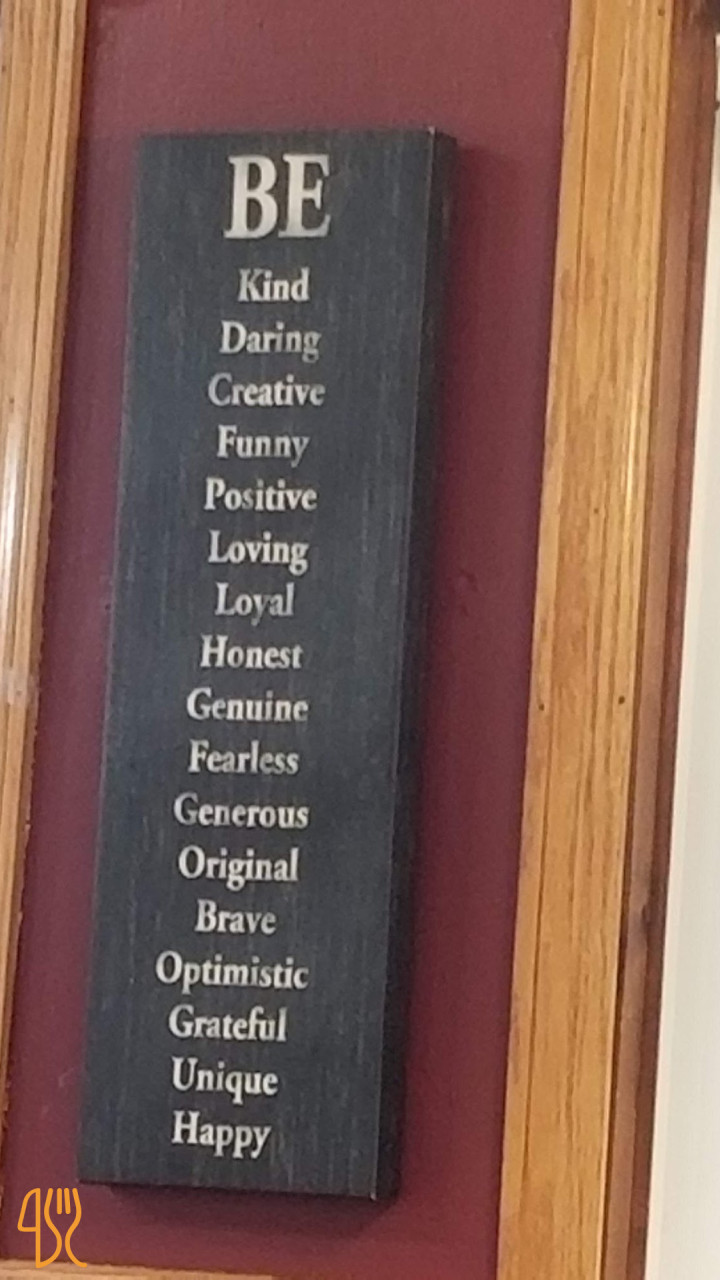 BE
Kind
Daring
Creative
Funny
Positive
Loving
Loyal
Honest
Genuine
Fearless
Generous
Original
Brave
Optimistic
Grateful
Unique
Happy